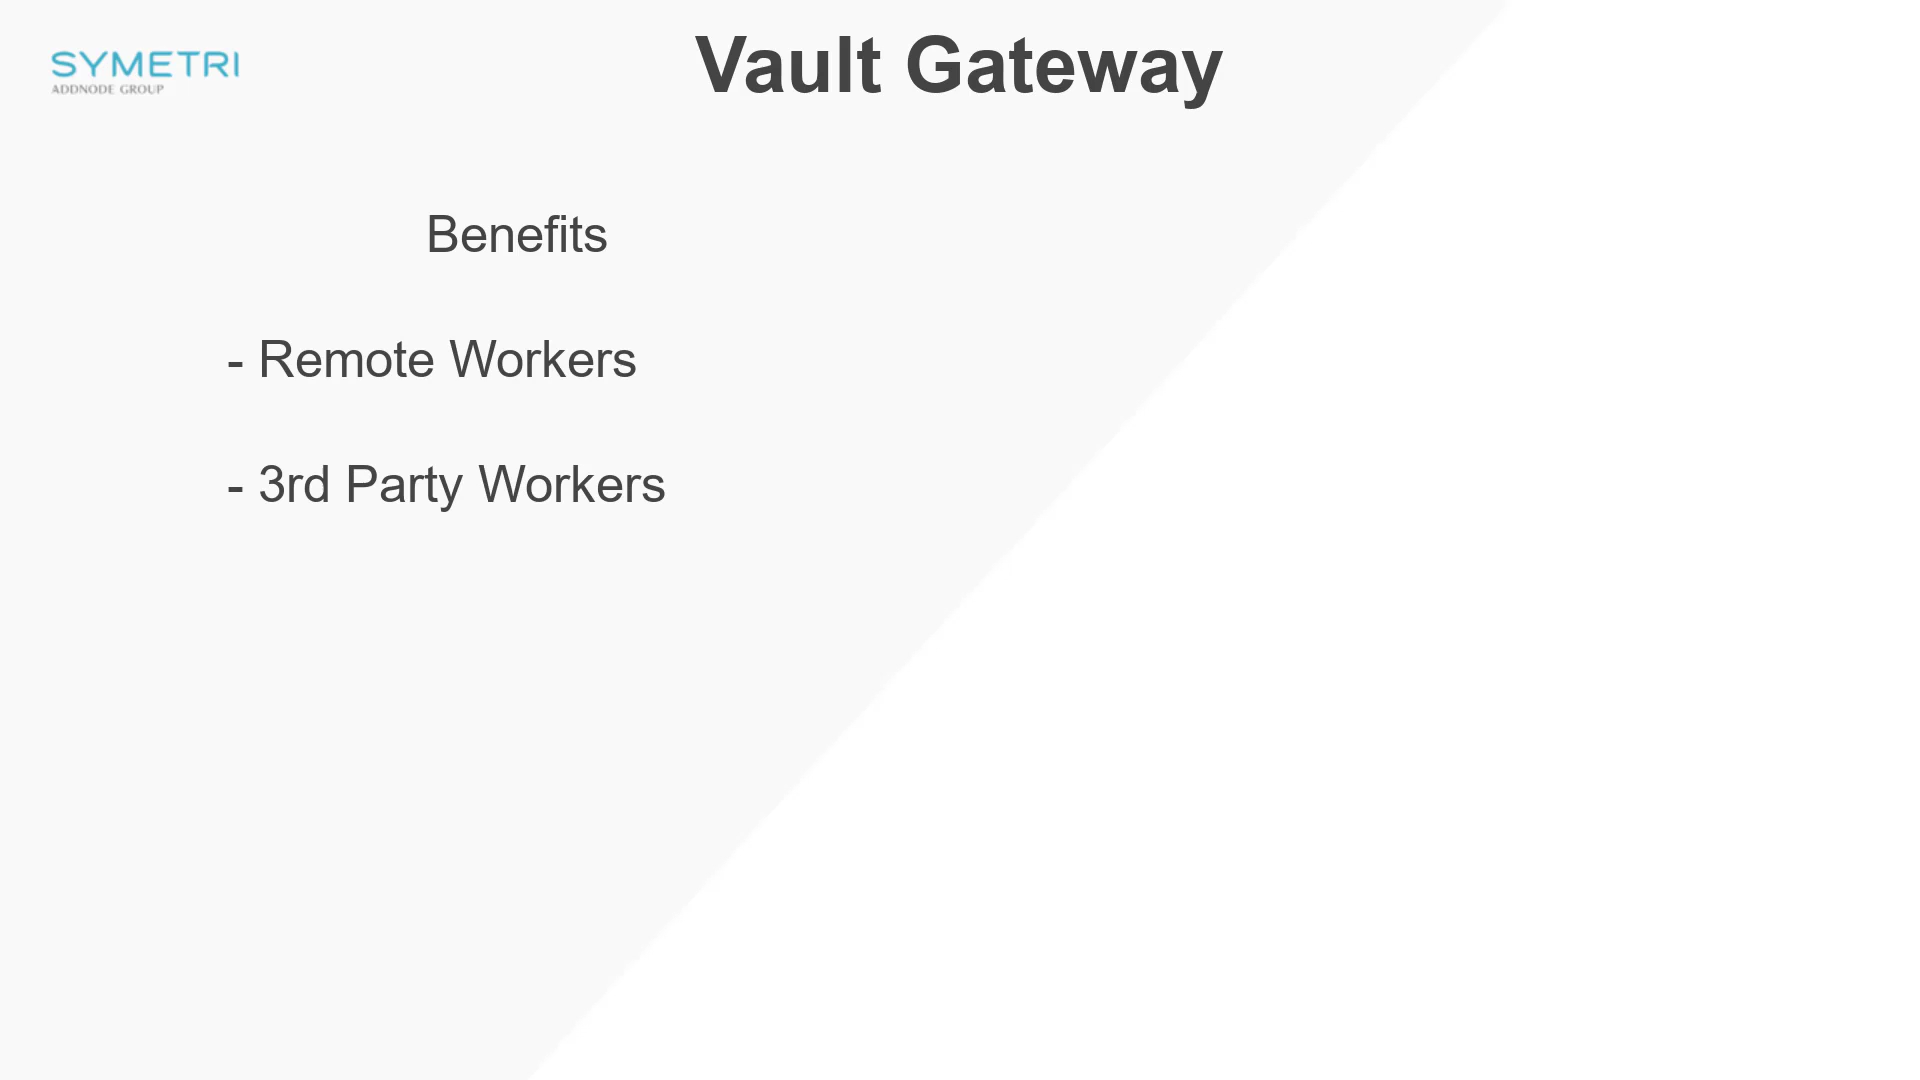 SYMETRI
ADDNODE GROUP
Vault Gateway
Benefits
- Remote Workers
- 3rd Party Workers